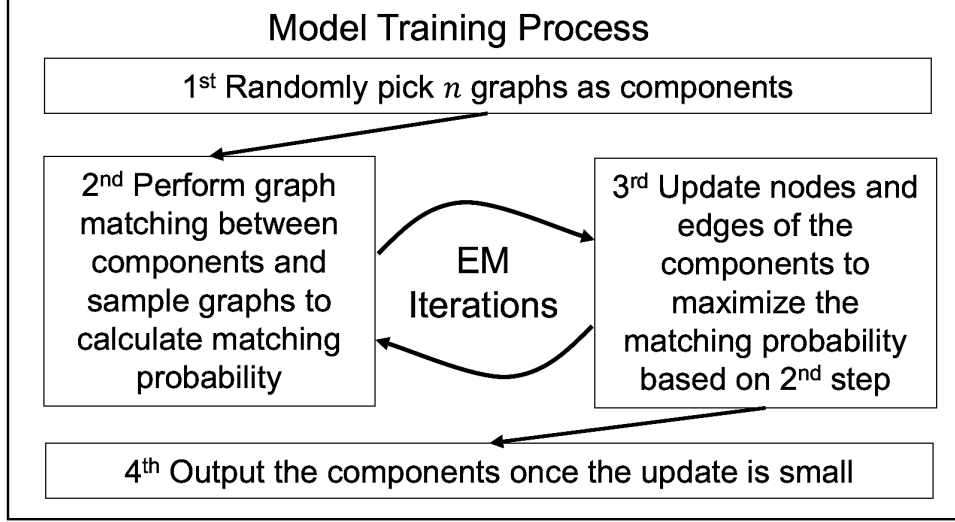 Model Training Process
1st Randomly pick n graphs as components
2nd Perform graph
matching between
components and
sample graphs to
calculate matching
probability
EM
Iterations
3rd Update nodes and
edges of the
components to
maximize the
matching probability
based on 2nd step
4th Output the components once the update is small